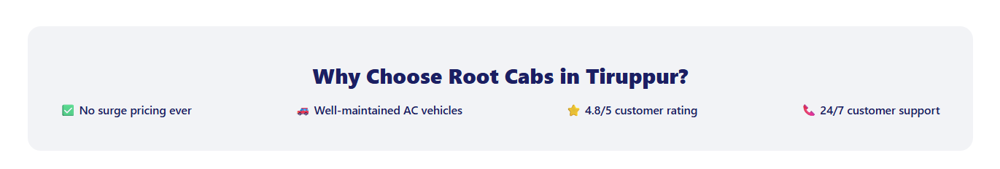 Why Choose Root Cabs in Tiruppur?
✅ No surge pricing ever 🚗 Well-maintained AC vehicles ⭐ 4.8/5 customer rating 📞 24/7 customer support